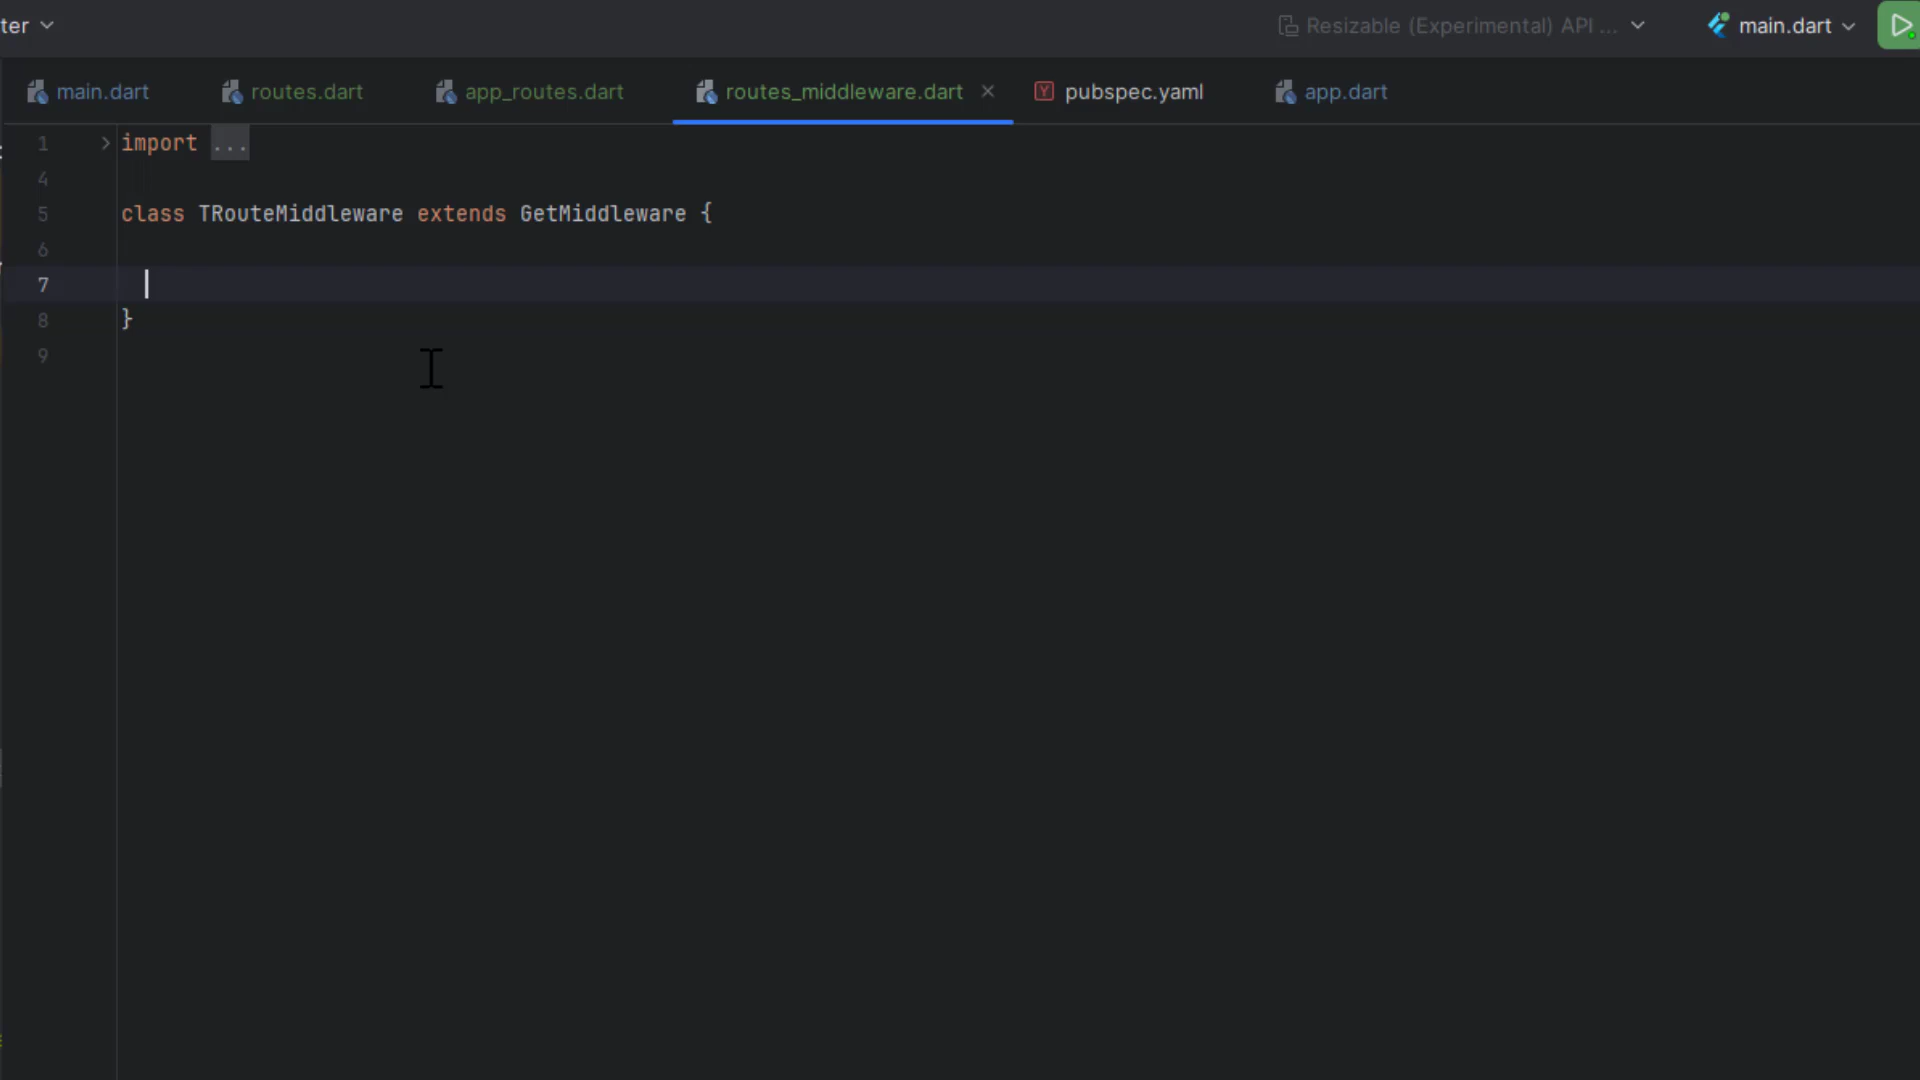 ter
Resizable (Experimental) API ...
main.dart
main.dart
routes.dart
app_routes.dart
routes_middleware.dart
pubspec.yaml
app.dart
1 import ...
4
5 class TRouteMiddleware extends GetMiddleware {
6
7
8 }
9